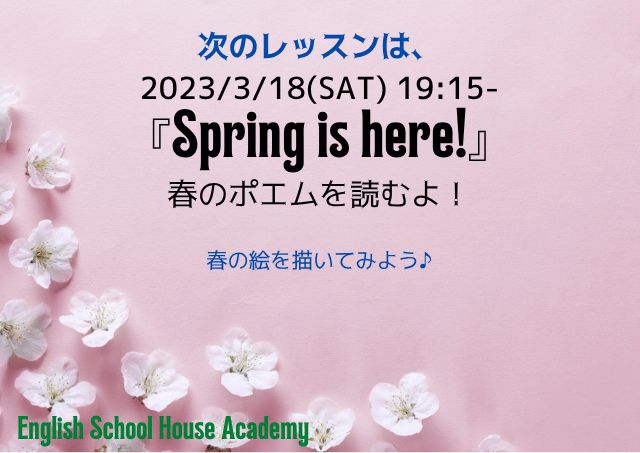 次のレッスンは、
2023/3/18(SAT) 19:15-
『Spring is here!』
春のポエムを読むよ！
春の絵を描いてみよう♪
English School House Academy